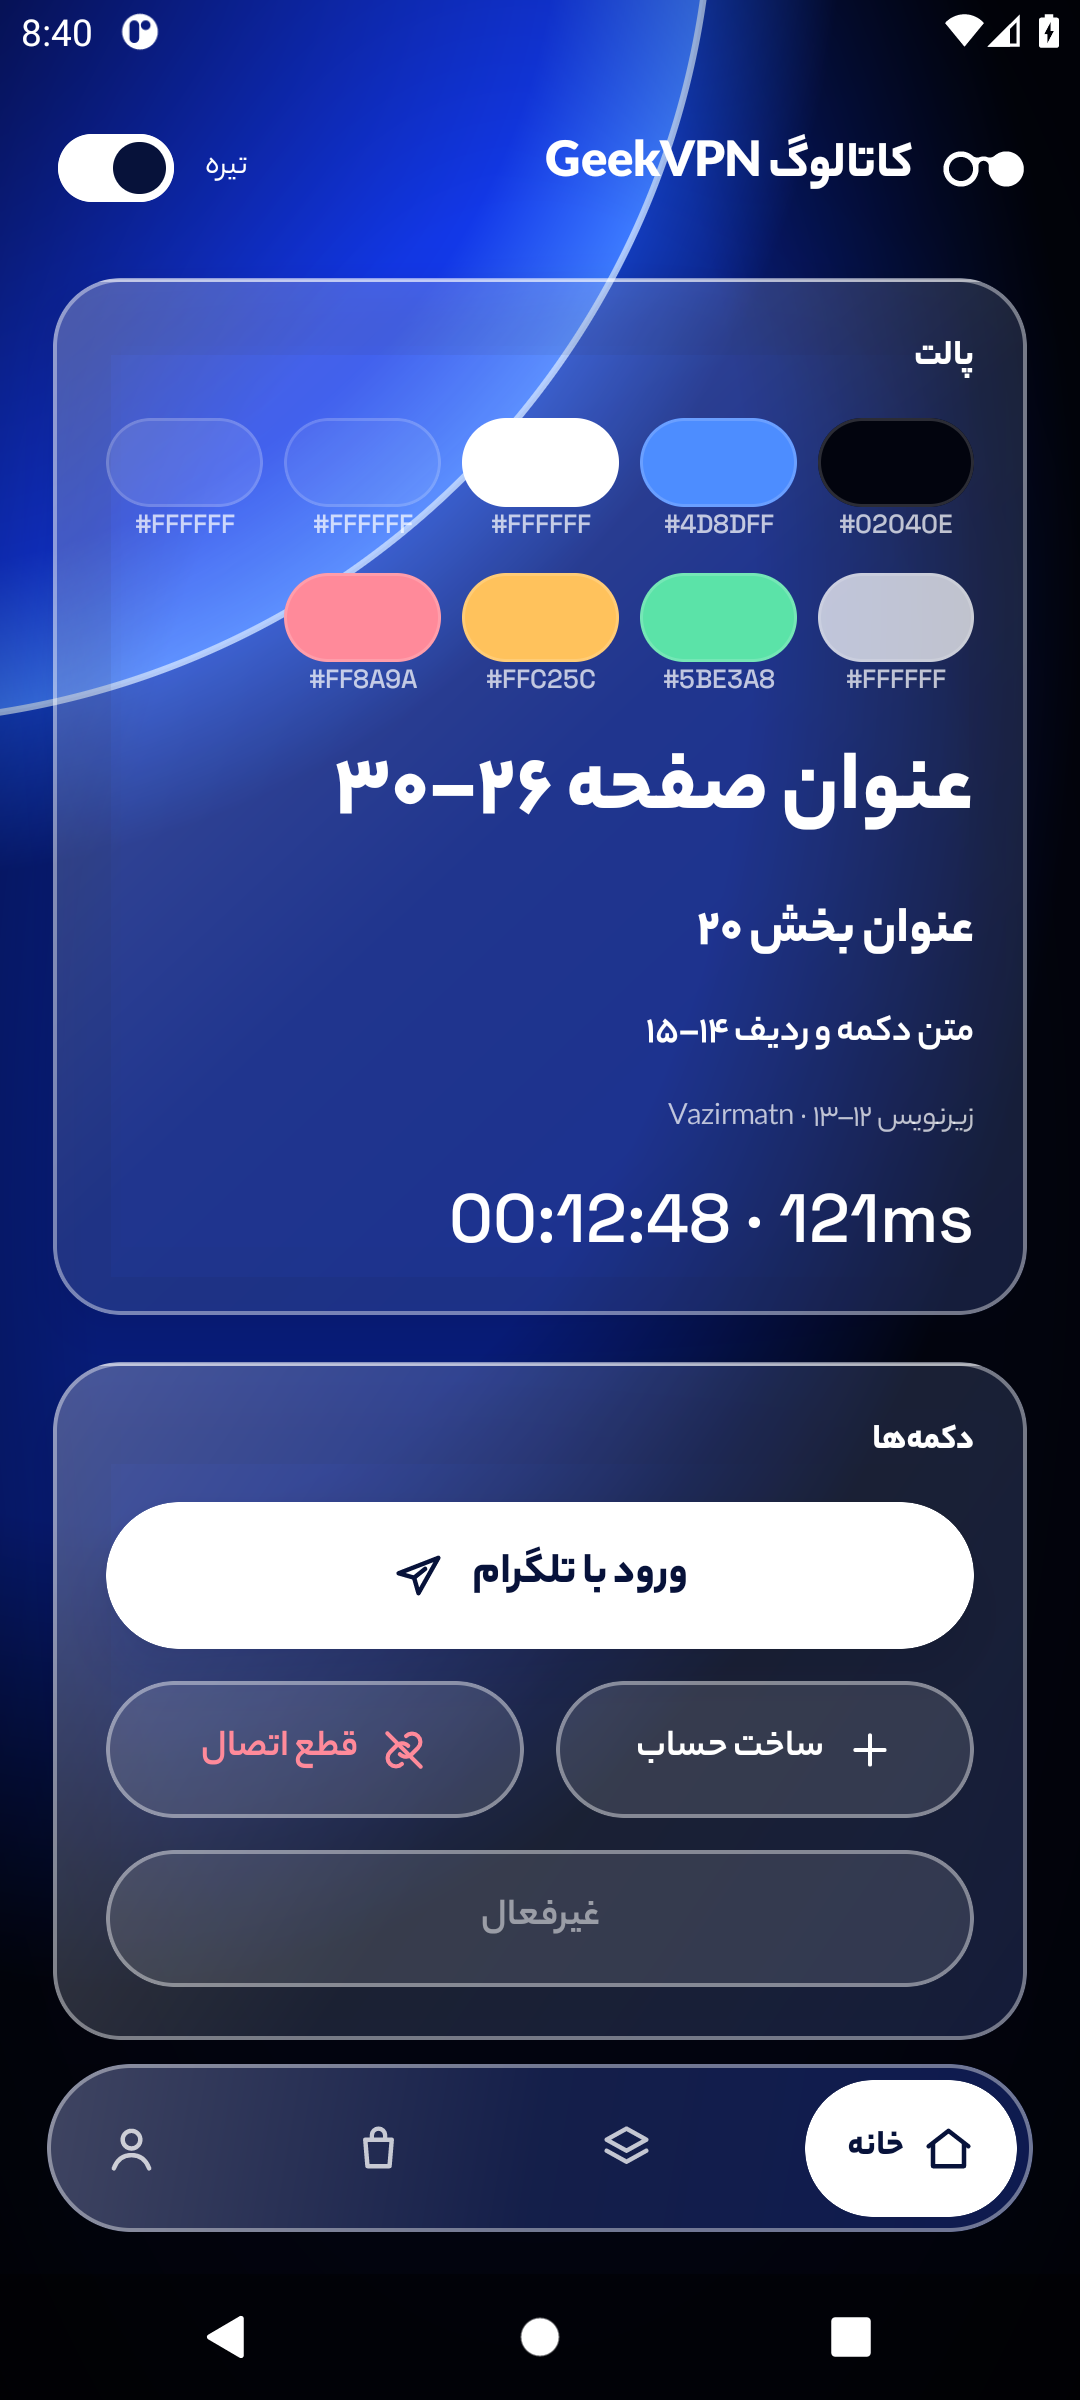 8:40
کاتالوگ GeekVPN
تیره
پالت
#02040E
#4D8DFF
#FFFFFF
#FFFFFF
#FFFFFF
#FFFFFF
#5BE3A8
#FFC25C
#FF8A9A
عنوان صفحه ۲۶–۳۰
عنوان بخش ۲۰
متن دکمه و ردیف ۱۴–۱۵
زیرنویس ۱۲–۱۳ · Vazirmatn
00:12:48 · 121ms
دکمه‌ها
ورود با تلگرام
ساخت حساب
قطع اتصال
غیرفعال
خانه